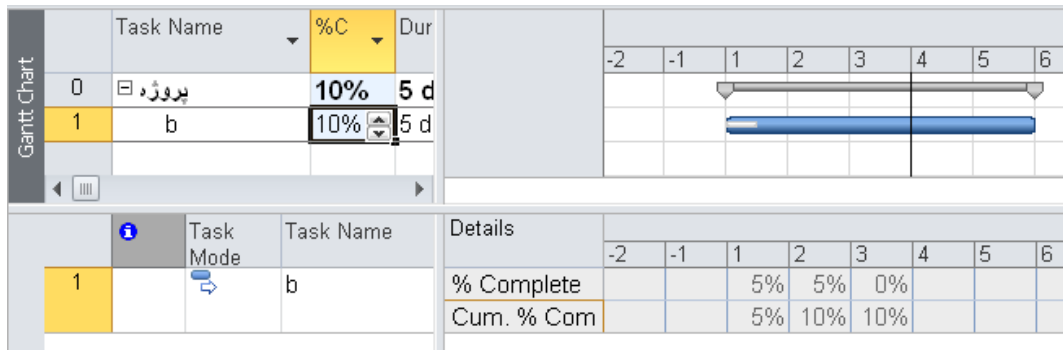 Gantt Chart
Task Name %C Dur
-2 -1 1 2 3 4 5 6
0 پروژه 10% 5 d
1 b 10% 5 d
Task Mode Task Name Details
-2 -1 1 2 3 4 5 6
1 b % Complete 5% 5% 0%
Cum. % Com 5% 10% 10%